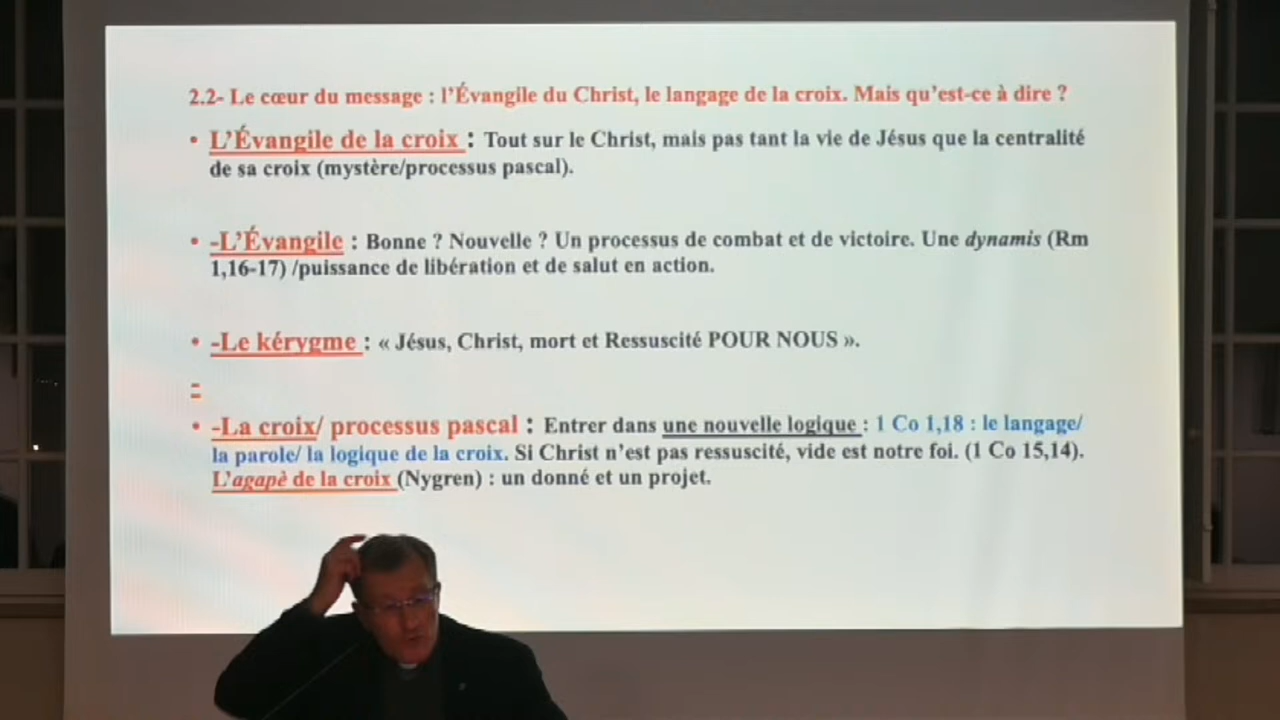 2.2- Le cœur du message : l'Évangile du Christ, le langage de la croix. Mais qu'est-ce à dire ?
• L'Évangile de la croix : Tout sur le Christ, mais pas tant la vie de Jésus que la centralité
de sa croix (mystère/processus pascal).
• -L'Évangile : Bonne ? Nouvelle ? Un processus de combat et de victoire. Une dynamis (Rm
1,16-17) /puissance de libération et de salut en action.
• -Le kérygme : « Jésus, Christ, mort et Ressuscité POUR NOUS ».
-
• -La croix/ processus pascal : Entrer dans une nouvelle logique : 1 Co 1,18 : le langage/
la parole/ la logique de la croix. Si Christ n'est pas ressuscité, vide est notre foi. (1 Co 15,14).
L'agapè de la croix (Nygren) : un donné et un projet.